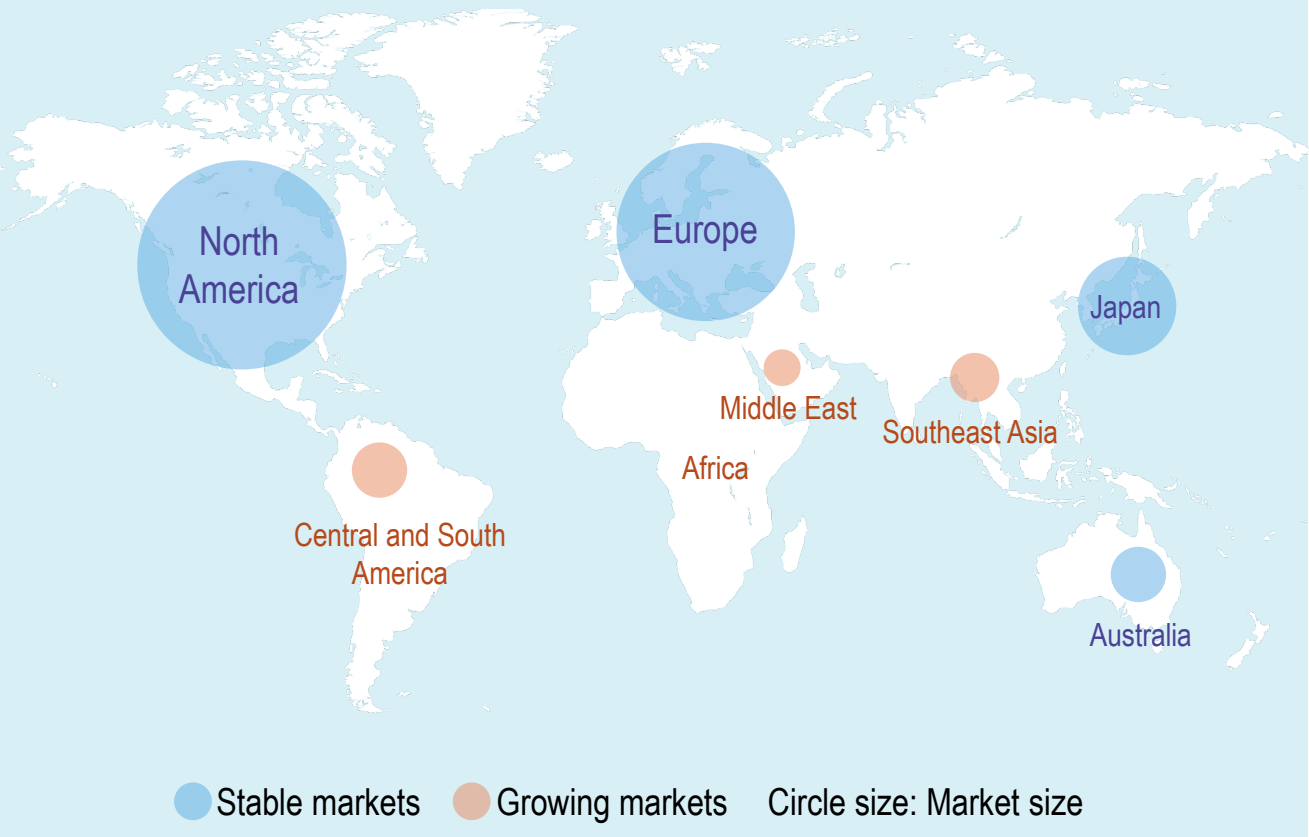 North
America
Europe
Japan
Middle East
Southeast Asia
Africa
Central and South
America
Australia
Stable markets
Growing markets
Circle size: Market size